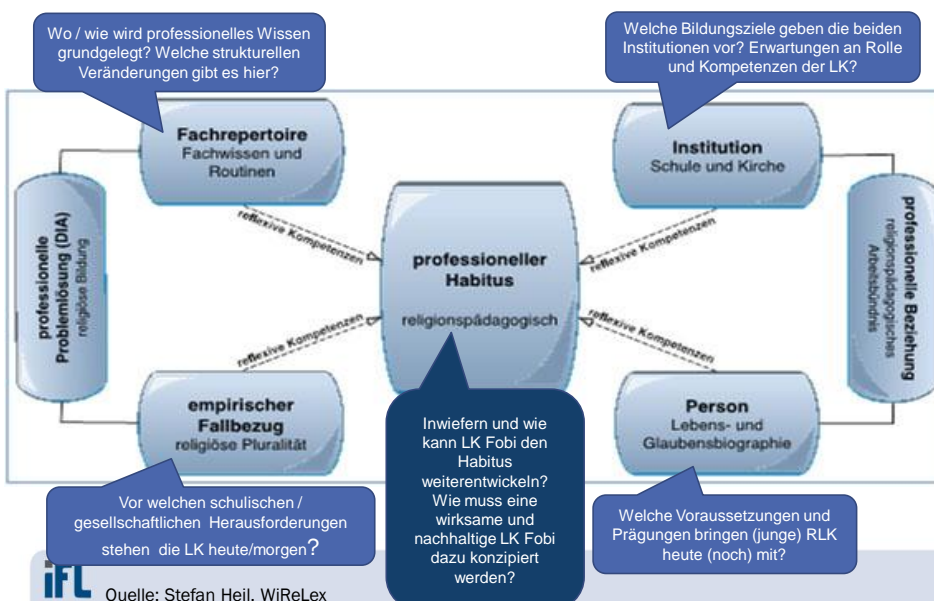 Wo / wie wird professionelles Wissen
grundgelegt? Welche strukturellen
Veränderungen gibt es hier?
Welche Bildungsziele geben die beiden
Institutionen vor? Erwartungen an Rolle
und Kompetenzen der LK?
Fachrepertoire
Fachwissen und
Routinen
Institution
Schule und Kirche
professionelle
Problemlösung (DIA)
religiöse Bildung
reflexive Kompetenzen
professioneller
Habitus
religionspädagogisch
reflexive Kompetenzen
professionelle Beziehung
religionspädagogisches
Arbeitsbündnis
reflexive Kompetenzen
reflexive Kompetenzen
empirischer
Fallbezug
religiöse Pluralität
Person
Lebens- und
Glaubensbiographie
Inwiefern und wie
kann LK Fobi den
Habitus
weiterentwickeln?
Wie muss eine
wirksame und
nachhaltige LK Fobi
dazu konzipiert
werden?
Vor welchen schulischen /
gesellschaftlichen Herausforderungen
stehen die LK heute/morgen?
Welche Voraussetzungen und
Prägungen bringen (junge) RLK
heute (noch) mit?
iFL
Quelle: Stefan Heil, WiReLex